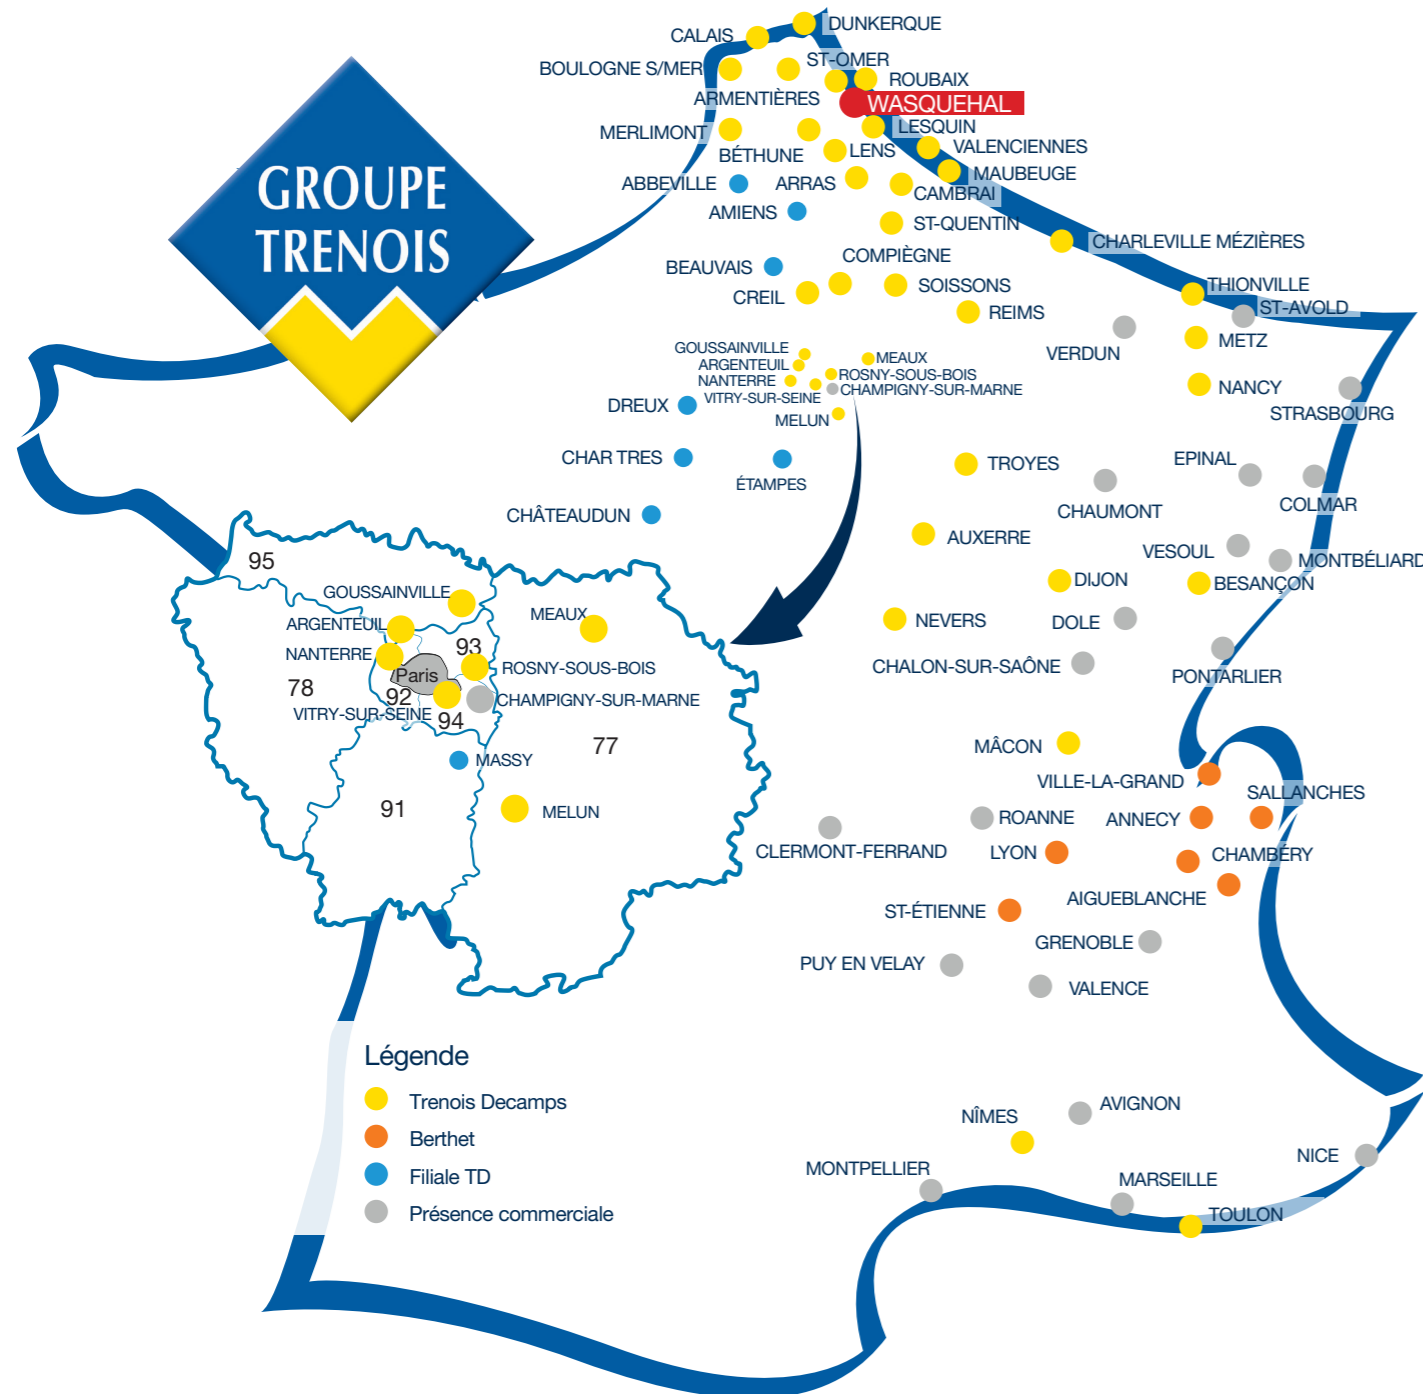 DUNKERQUE
CALAIS
ST-OMER
BOULOGNE S/MER
ROUBAIX
ARMENTIÈRES
WASQUEHAL
MERLIMONT
LESQUIN
BÉTHUNE
LENS
VALENCIENNES
MAUBEUGE
ABBEVILLE
ARRAS
CAMBRAI
AMIENS
ST-QUENTIN
CHARLEVILLE MÉZIÈRES
COMPIÈGNE
BEAUVAIS
CREIL
SOISSONS
THIONVILLE
ST-AVOLD
REIMS
VERDUN
METZ
GROUPE
TRENOIS
GOUSSAINVILLE
ARGENTEUIL
NANTERRE
VITRY-SUR-SEINE
MEAUX
ROSNY-SOUS-BOIS
CHAMPIGNY-SUR-MARNE
MELUN
NANCY
STRASBOURG
DREUX
CHAR TRES
ÉTAMPES
TROYES
EPINAL
CHAUMONT
COLMAR
CHÂTEAUDUN
AUXERRE
VESOUL
MONTBÉLIARD
DIJON
BESANÇON
NEVERS
DOLE
CHALON-SUR-SAÔNE
PONTARLIER
95
GOUSSAINVILLE
ARGENTEUIL
MEAUX
NANTERRE
93
Paris
ROSNY-SOUS-BOIS
78
92
CHAMPIGNY-SUR-MARNE
VITRY-SUR-SEINE
94
77
MASSY
91
MELUN
MÂCON
VILLE-LA-GRAND
SALLANCHES
ROANNE
ANNECY
CLERMONT-FERRAND
LYON
CHAMBÉRY
AIGUEBLANCHE
ST-ÉTIENNE
GRENOBLE
PUY EN VELAY
VALENCE
Légende
Trenois Decamps
Berthet
Filiale TD
Présence commerciale
AVIGNON
NÎMES
NICE
MONTPELLIER
MARSEILLE
TOULON